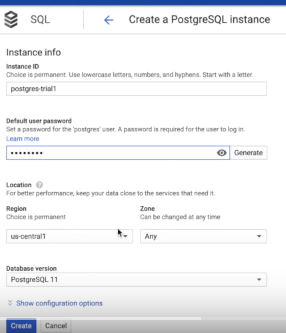 SQL
Create a PostgreSQL instance
Instance info
Instance ID
Choice is permanent. Use lowercase letters, numbers, and hyphens. Start with a letter.
postgres-trial1
Default user password
Set a password for the 'postgres' user. A password is required for the user to log in.
Learn more
•••••••• Generate
Location
For better performance, keep your data close to the services that need it.
Region Zone
Choice is permanent Can be changed at any time
us-central1 Any
Database version
PostgreSQL 11
Show configuration options
Create Cancel